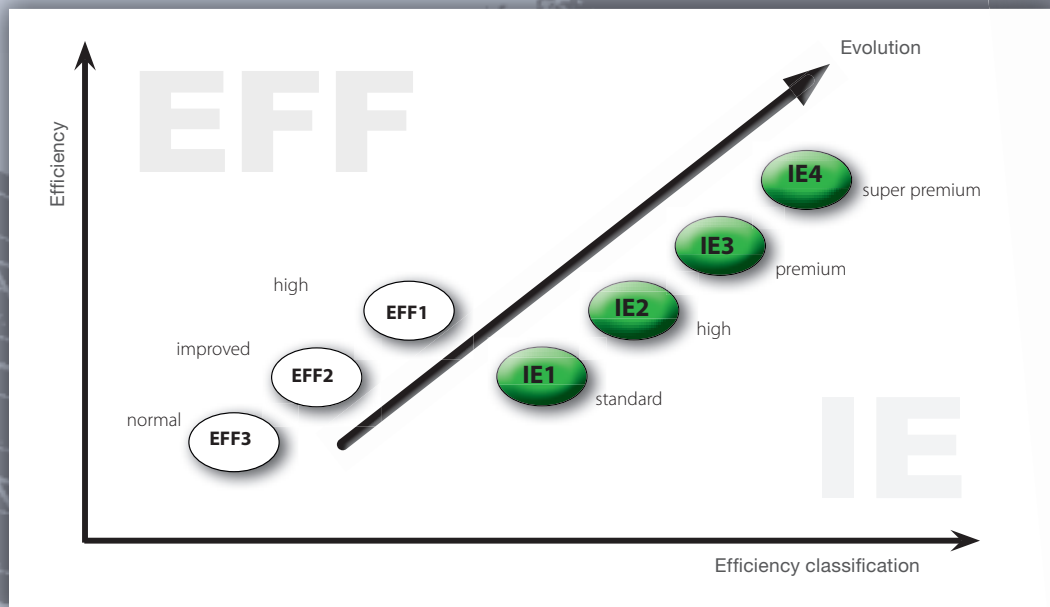 EFF
Evolution
Efficiency
IE4
super premium
IE3
premium
high
EFF1
IE2
high
improved
EFF2
IE1
standard
normal
EFF3
IE
Efficiency classification